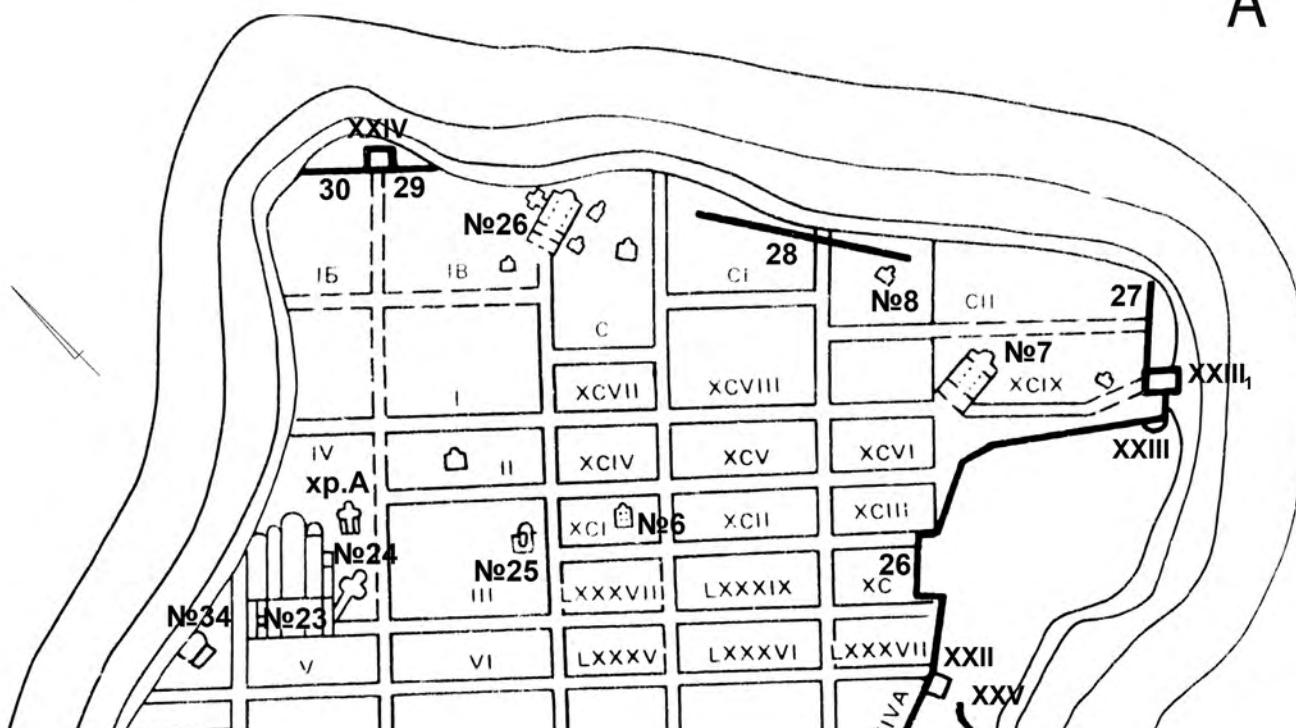 A
XXIV
30
29
№26
28
27
IБ
IВ
CI
№8
CII
C
№7
XCIX
XXIII₁
I
XCVII
XCVIII
XXIII
IV
II
XCIV
XCV
XCVI
хр.А
XCI
№6
XCII
XCIII
№24
№25
III
LXXXVIII
LXXXIX
26
XC
№34
№23
V
VI
LXXXV
LXXXVI
LXXXVII
XXII
XXV